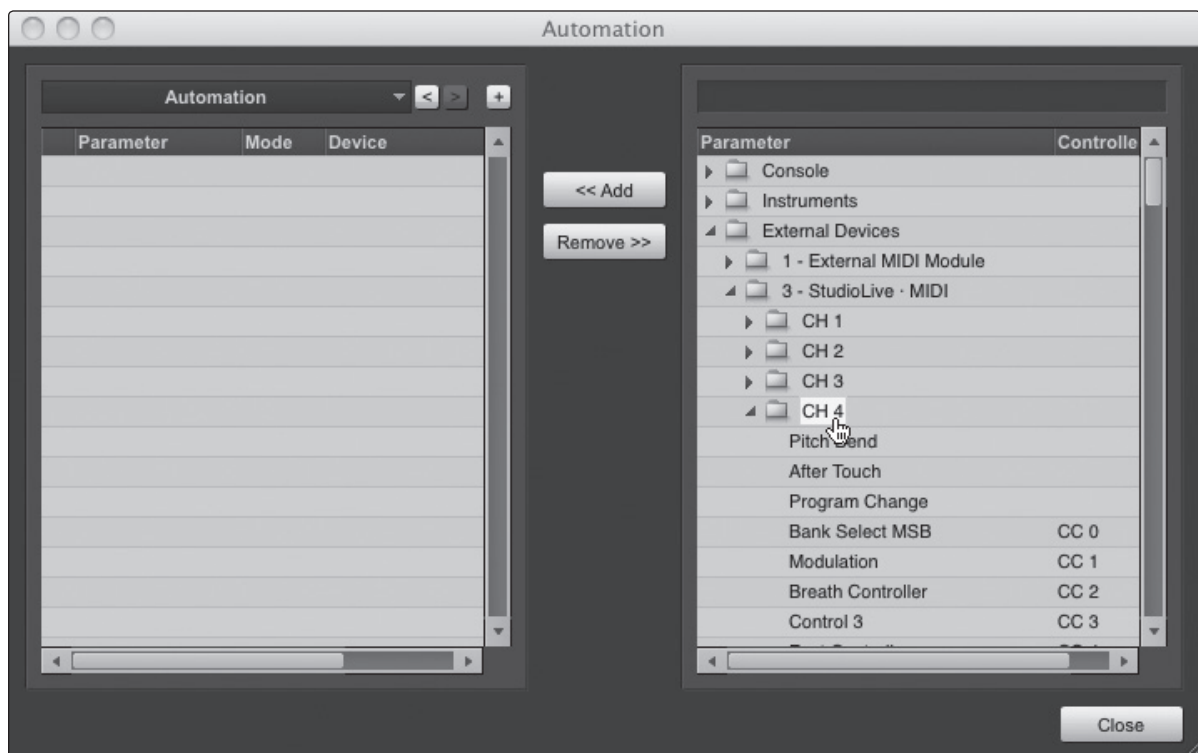 Automation
Automation < > +
Parameter Mode Device
<< Add
Remove >>
Parameter Controlle
Console
Instruments
External Devices
1 - External MIDI Module
3 - StudioLive · MIDI
CH 1
CH 2
CH 3
CH 4
Pitch Bend
After Touch
Program Change
Bank Select MSB CC 0
Modulation CC 1
Breath Controller CC 2
Control 3 CC 3
Close